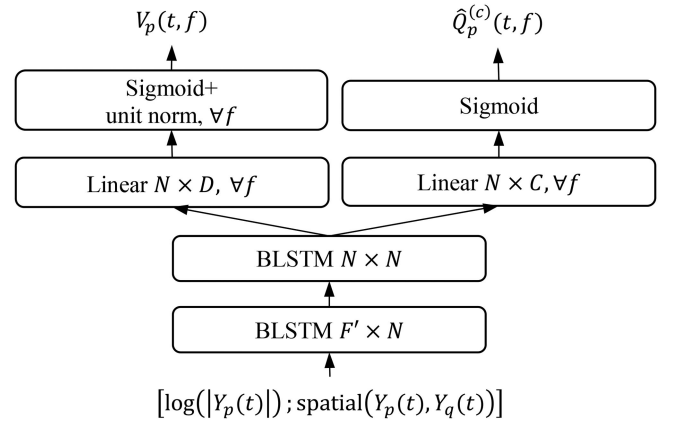 V_p(t, f)
Q̂_p^{(c)}(t, f)
Sigmoid+
unit norm, ∀f
Sigmoid
Linear N × D, ∀f
Linear N × C, ∀f
BLSTM N × N
BLSTM F′ × N
[log(|Y_p(t)|) ; spatial(Y_p(t), Y_q(t))]